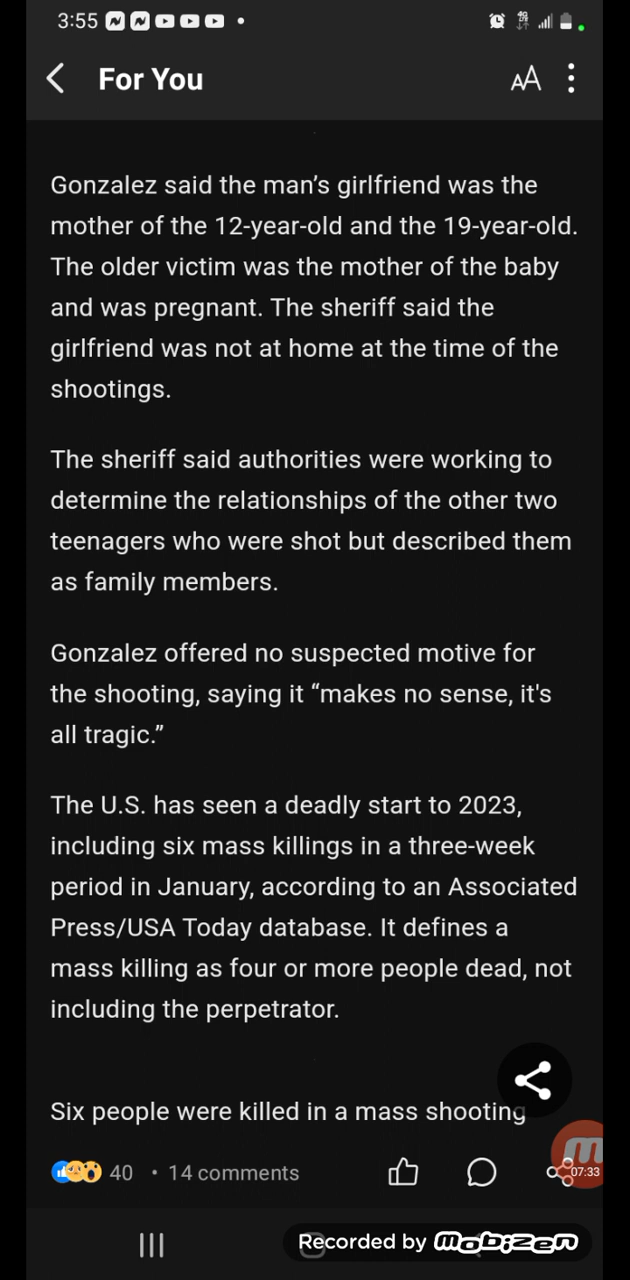 3:55
For You
AA
Gonzalez said the man’s girlfriend was the
mother of the 12-year-old and the 19-year-old.
The older victim was the mother of the baby
and was pregnant. The sheriff said the
girlfriend was not at home at the time of the
shootings.
The sheriff said authorities were working to
determine the relationships of the other two
teenagers who were shot but described them
as family members.
Gonzalez offered no suspected motive for
the shooting, saying it “makes no sense, it's
all tragic.”
The U.S. has seen a deadly start to 2023,
including six mass killings in a three-week
period in January, according to an Associated
Press/USA Today database. It defines a
mass killing as four or more people dead, not
including the perpetrator.
Six people were killed in a mass shooting
40 • 14 comments
07:33
Recorded by mobizen